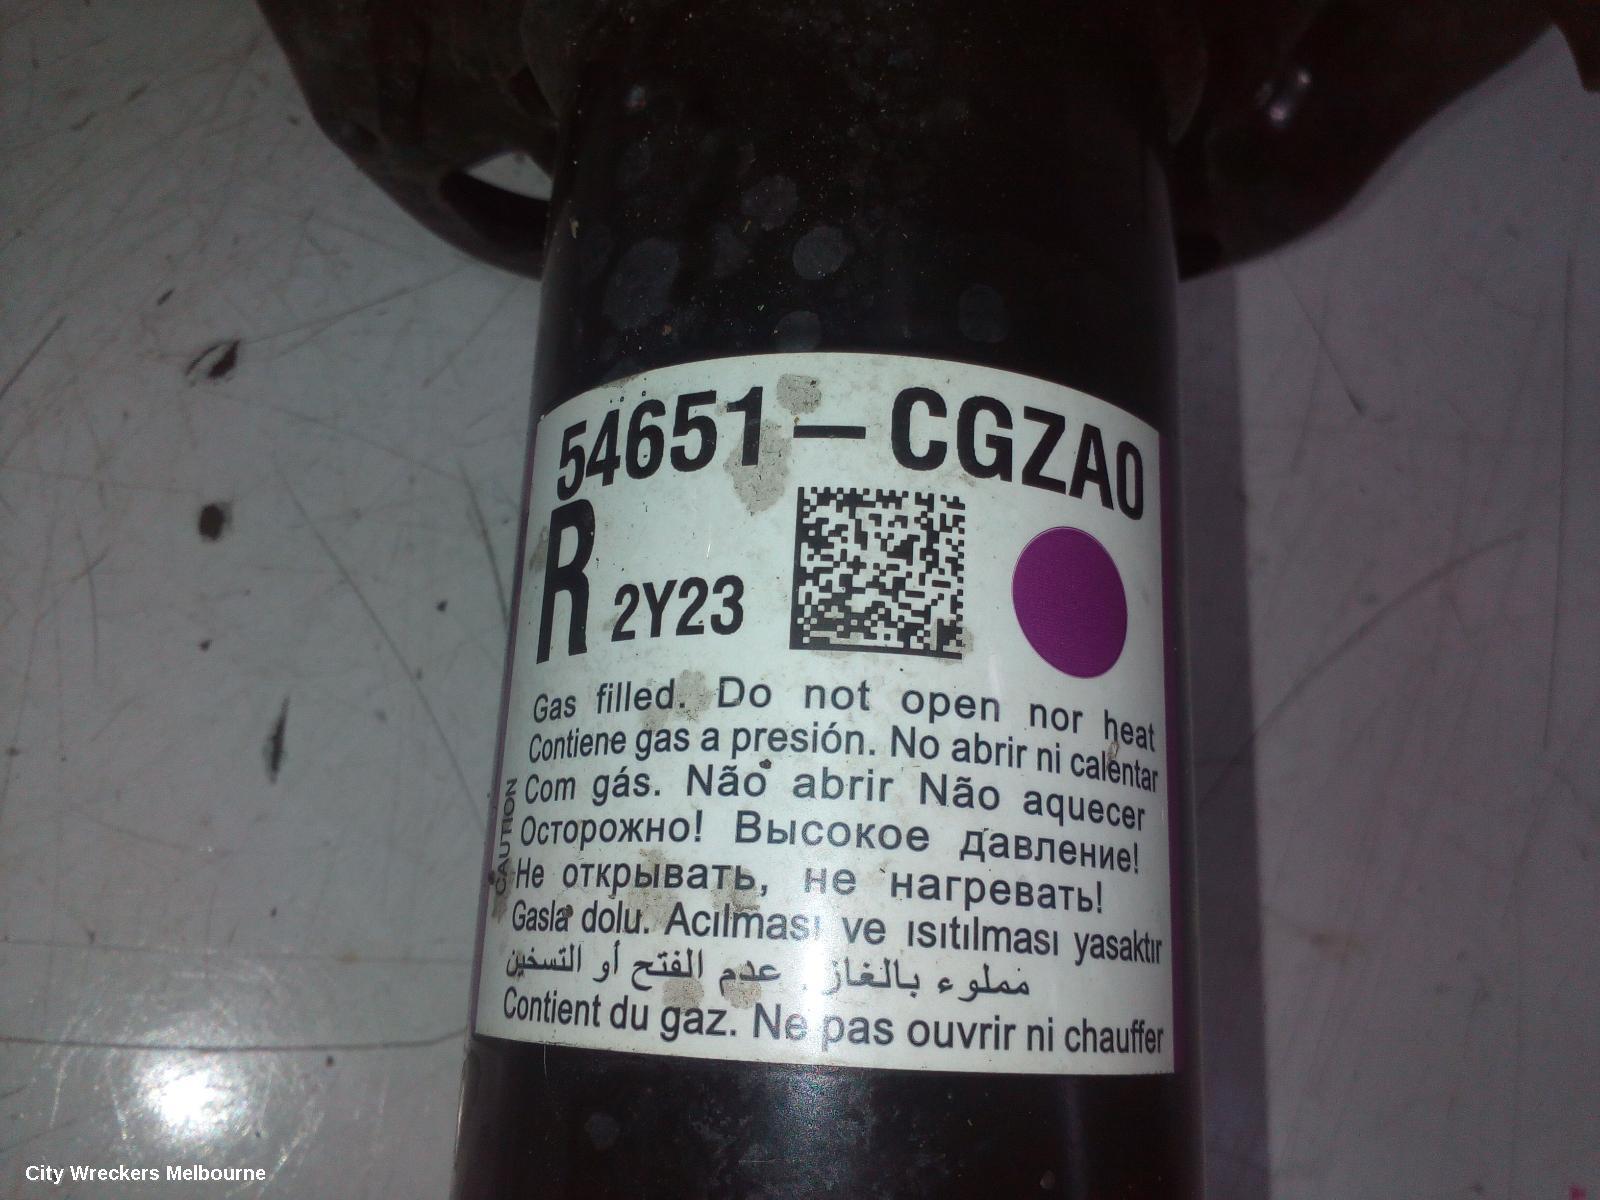 54651-CGZA0
R 2Y23
Gas filled. Do not open nor heat
Contiene gas a presión. No abrir ni calentar
Com gás. Não abrir Não aquecer
Осторожно! Высокое давление!
Не открывать, не нагревать!
Gasla dolu. Acılması ve ısıtılması yasaktır
مملوء بالغاز. عدم الفتح أو التسخين
Contient du gaz. Ne pas ouvrir ni chauffer
CAUTION
City Wreckers Melbourne